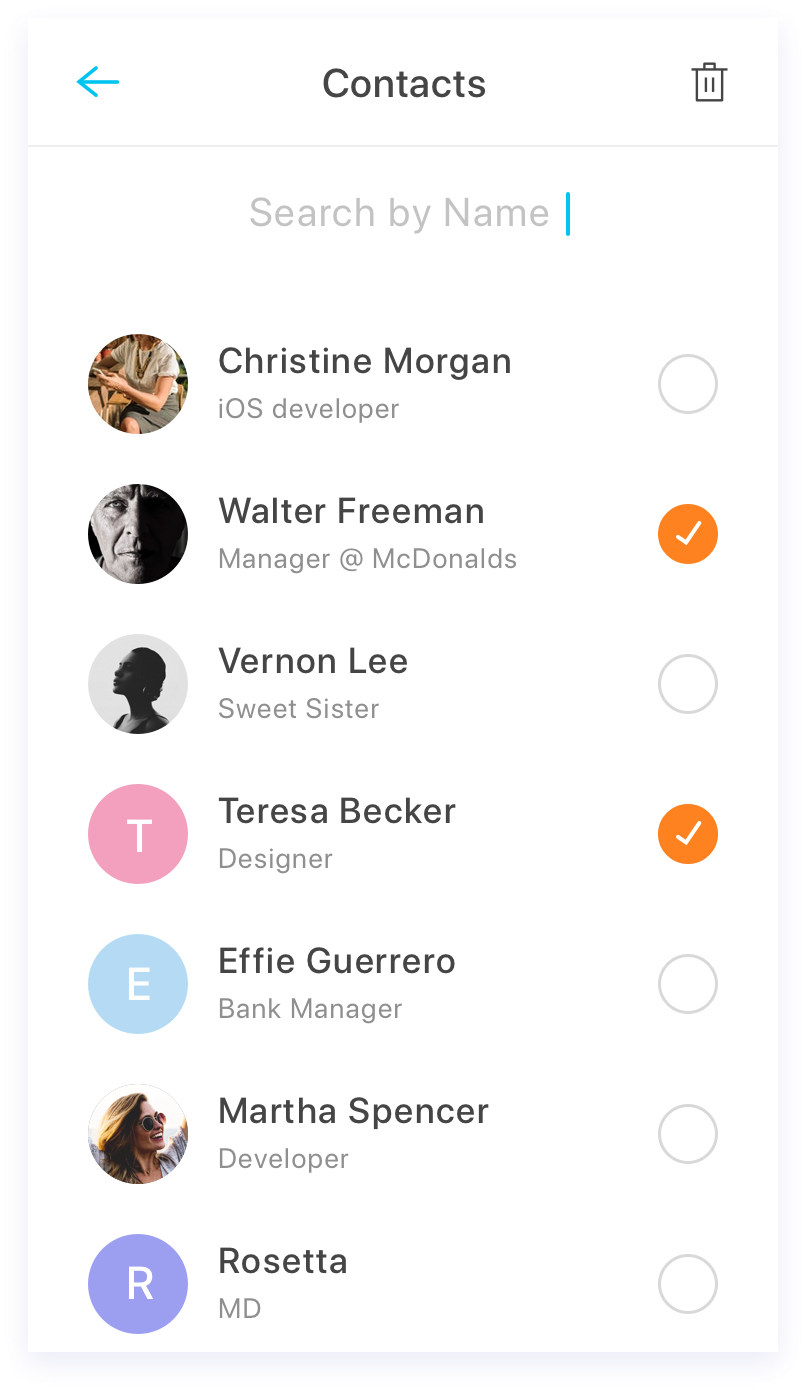 Contacts
Search by Name
Christine Morgan
iOS developer
Walter Freeman
Manager @ McDonalds
Vernon Lee
Sweet Sister
T
Teresa Becker
Designer
E
Effie Guerrero
Bank Manager
Martha Spencer
Developer
R
Rosetta
MD